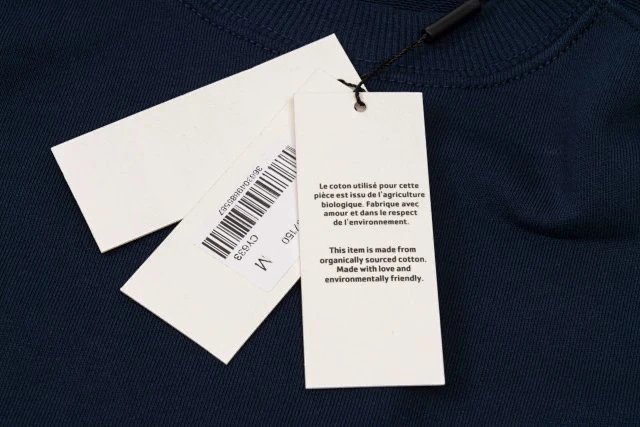 Le coton utilisé pour cette
pièce est issu de l'agriculture
biologique. Fabrique avec
amour et dans le respect
de l'environnement.
This item is made from
organically sourced cotton.
Made with love and
environmentally friendly.
M
CY633